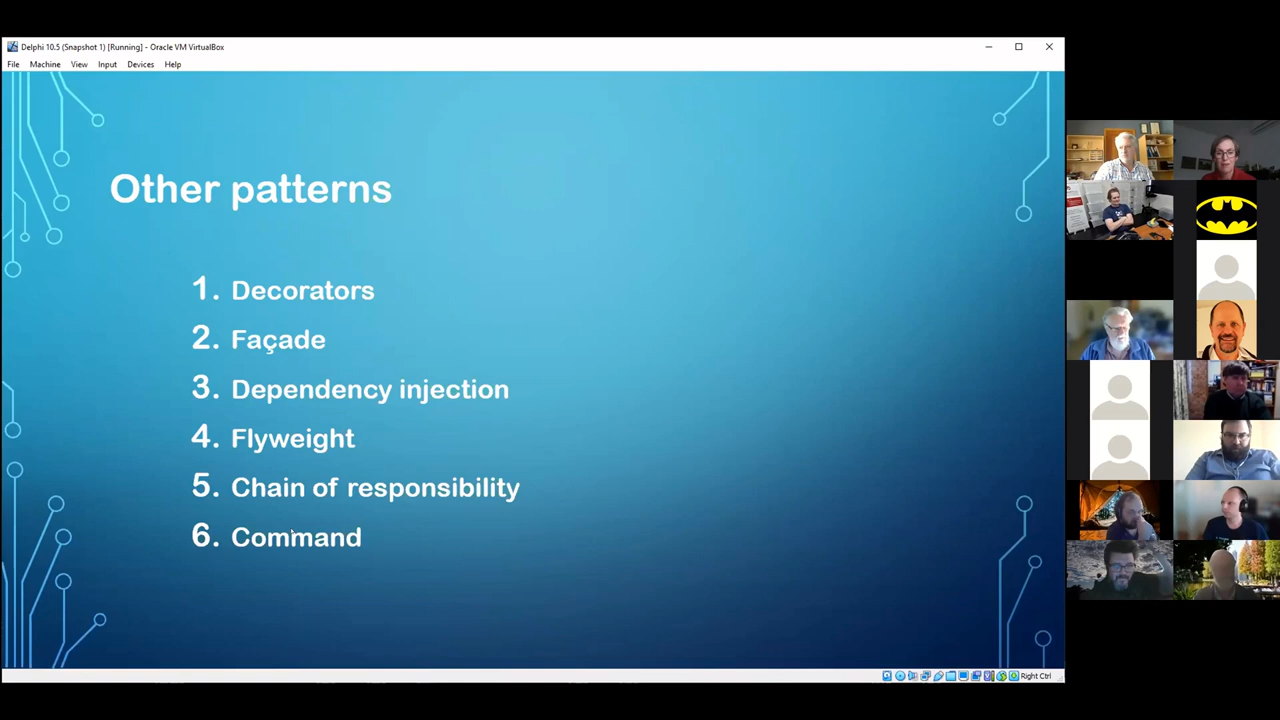 Delphi 10.5 (Snapshot 1) [Running] - Oracle VM VirtualBox
File Machine View Input Devices Help
Other patterns
1. Decorators
2. Façade
3. Dependency injection
4. Flyweight
5. Chain of responsibility
6. Command
Right Ctrl